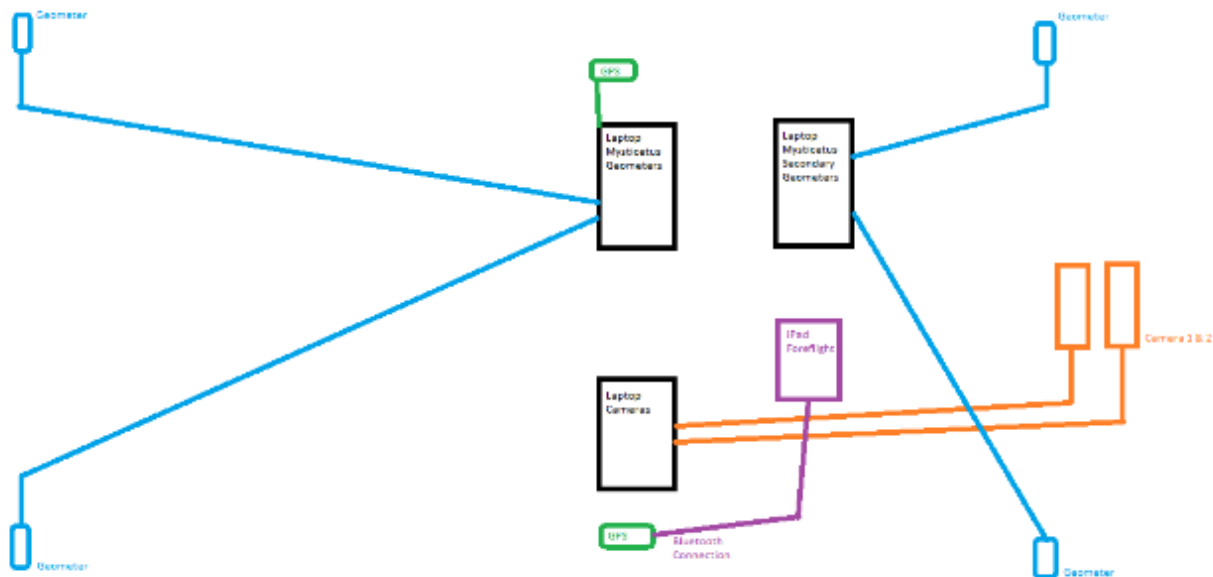 Geometer
Geometer
GPS
Laptop
Mysticetus
Geometers
Laptop
Mysticetus
Secondary
Geometers
iPad
Foreflight
Camera 1 & 2
Laptop
Cameras
GPS
Bluetooth
Connection
Geometer
Geometer